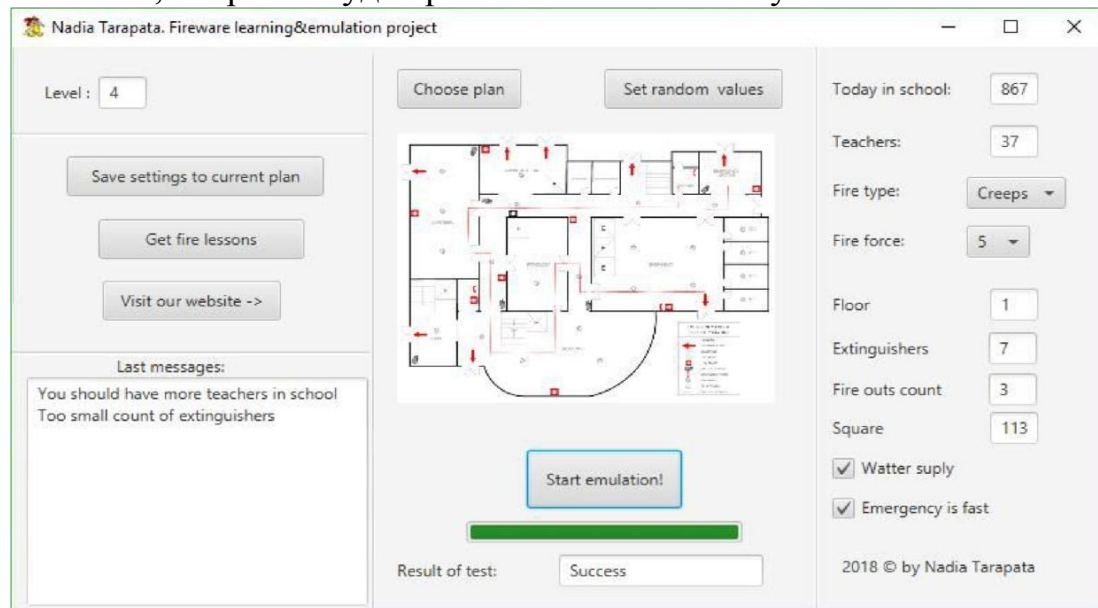 Nadia Tarapata. Fireware learning&emulation project
Level : 4
Save settings to current plan
Get fire lessons
Visit our website ->
Last messages:
You should have more teachers in school
Too small count of extinguishers
Choose plan
Set random values
Start emulation!
Result of test: Success
Today in school: 867
Teachers: 37
Fire type: Creeps
Fire force: 5
Floor 1
Extinguishers 7
Fire outs count 3
Square 113
Watter suply
Emergency is fast
2018 © by Nadia Tarapata